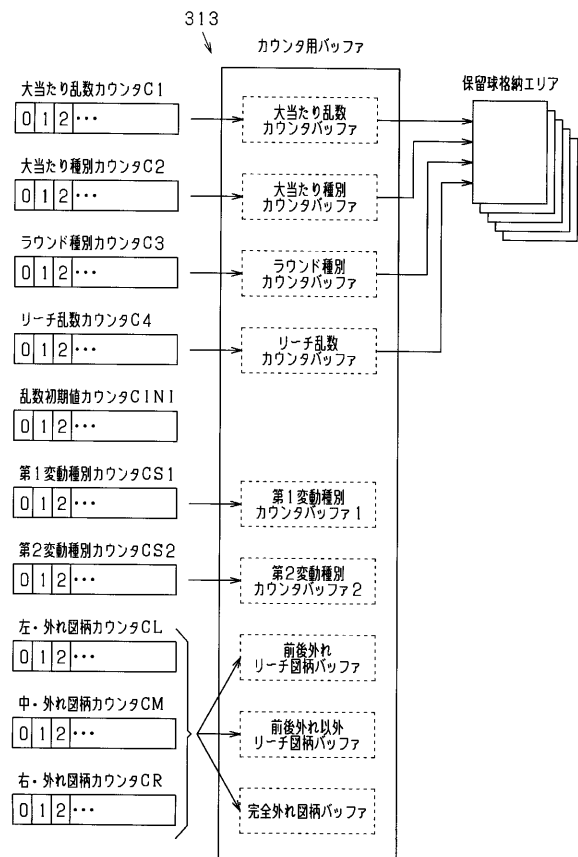 313
カウンタ用バッファ
保留球格納エリア
大当たり乱数カウンタC1
0 1 2 ･･･
大当たり乱数
カウンタバッファ
大当たり種別カウンタC2
0 1 2 ･･･
大当たり種別
カウンタバッファ
ラウンド種別カウンタC3
0 1 2 ･･･
ラウンド種別
カウンタバッファ
リーチ乱数カウンタC4
0 1 2 ･･･
リーチ乱数
カウンタバッファ
乱数初期値カウンタCINI
0 1 2 ･･･
第1変動種別カウンタCS1
0 1 2 ･･･
第1変動種別
カウンタバッファ1
第2変動種別カウンタCS2
0 1 2 ･･･
第2変動種別
カウンタバッファ2
左・外れ図柄カウンタCL
0 1 2 ･･･
前後外れ
リーチ図柄バッファ
中・外れ図柄カウンタCM
0 1 2 ･･･
前後外れ以外
リーチ図柄バッファ
右・外れ図柄カウンタCR
0 1 2 ･･･
完全外れ図柄バッファ